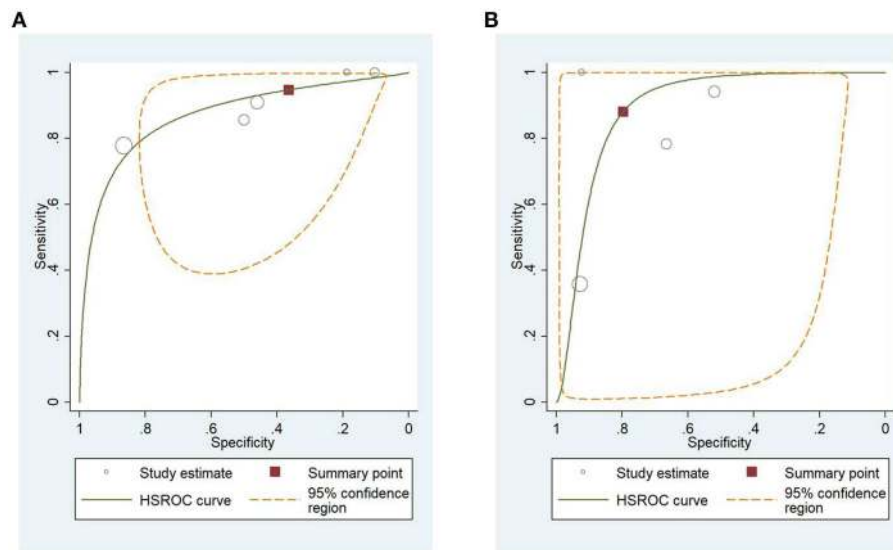 A
1
.8
.6
.4
.2
0
Sensitivity
1 .8 .6 .4 .2 0
Specificity
Study estimate Summary point
HSROC curve 95% confidence
region
B
1
.8
.6
.4
.2
0
Sensitivity
1 .8 .6 .4 .2 0
Specificity
Study estimate Summary point
HSROC curve 95% confidence
region